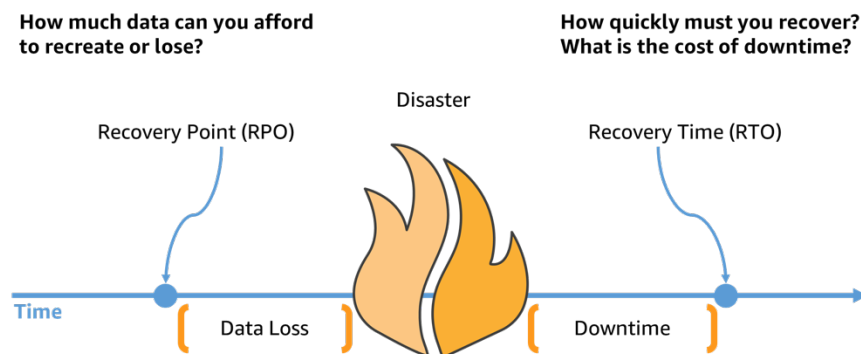 How much data can you afford
to recreate or lose?
How quickly must you recover?
What is the cost of downtime?
Disaster
Recovery Point (RPO)
Recovery Time (RTO)
Time
Data Loss
Downtime